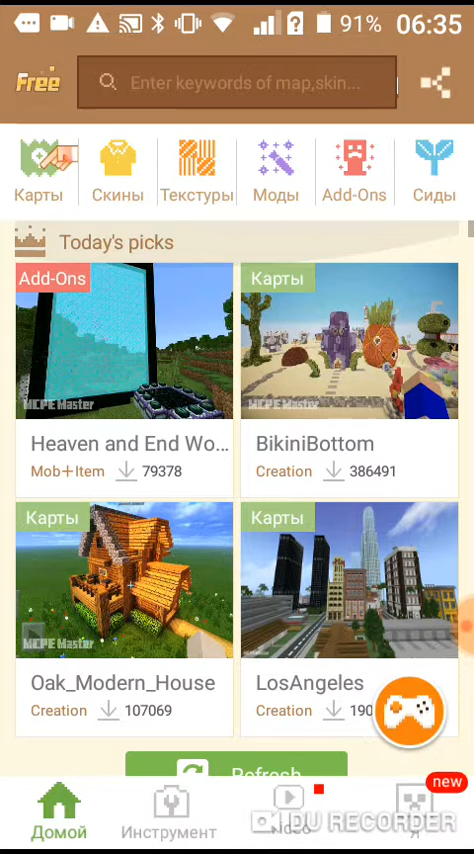 91% 06:35
Free Enter keywords of map,skin...
Карты Скины Текстуры Моды Add-Ons Сиды
Today's picks
Add-Ons Карты
MCPE Master MCPE Master
Heaven and End Wo... BikiniBottom
Mob+Item 79378 Creation 386491
Карты Карты
MCPE Master
Oak_Modern_House LosAngeles
Creation 107069 Creation 190
Refresh
new
Домой Инструмент Я
DU RECORDER